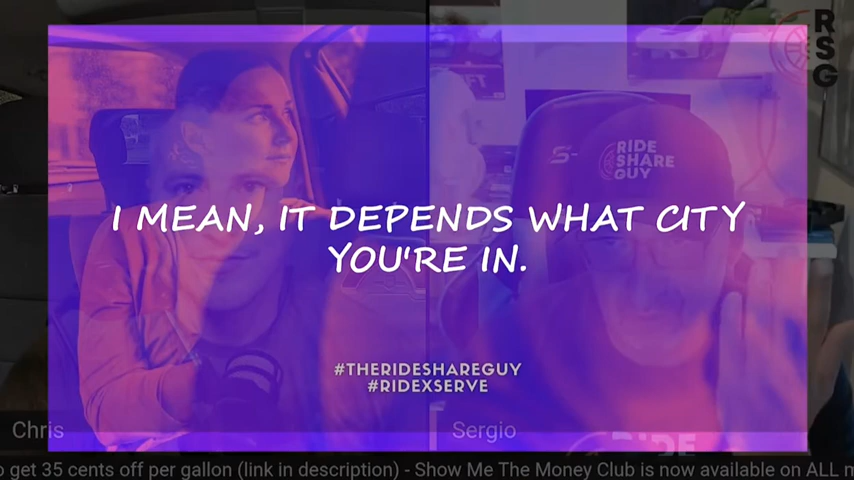 RSG
RIDE
SHARE
GUY
I MEAN, IT DEPENDS WHAT CITY
YOU'RE IN.
#THERIDESHAREGUY
#RIDEXSERVE
Chris
Sergio
RIDE
get 35 cents off per gallon (link in description) - Show Me The Money Club is now available on ALL